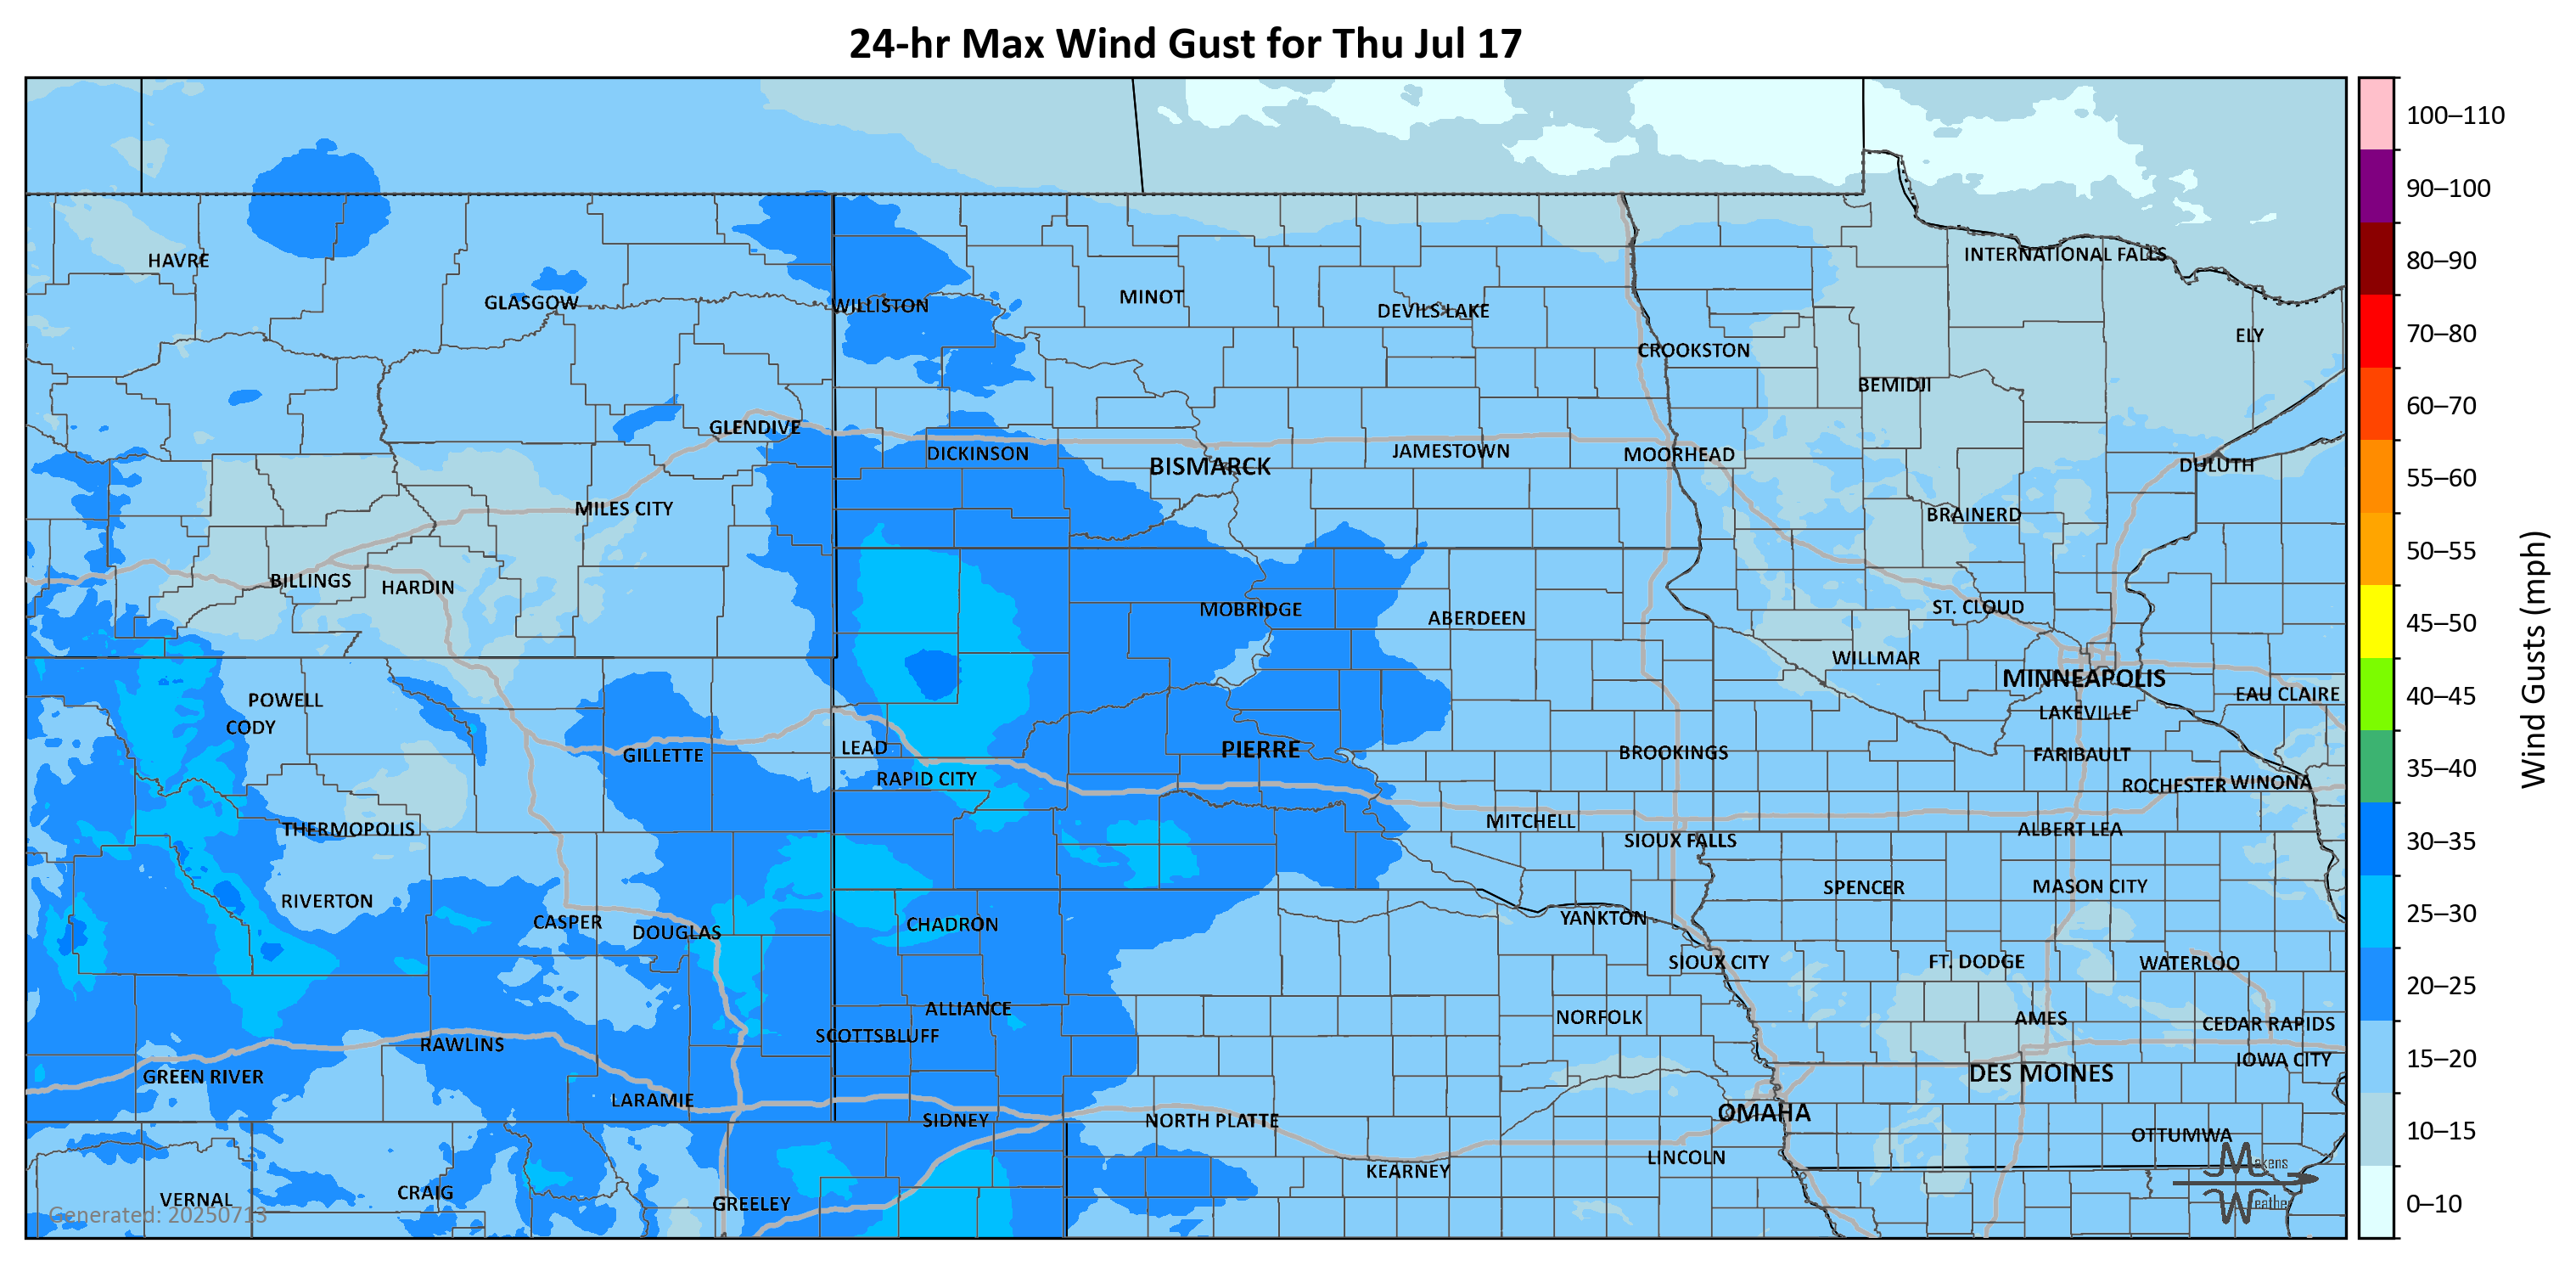 24-hr Max Wind Gust for Thu Jul 17
100–110
90–100
INTERNATIONAL FALLS
80–90
HAVRE
MINOT
GLASGOW
WILLISTON
DEVILS LAKE
70–80
ELY
CROOKSTON
BEMIDJI
60–70
GLENDIVE
DICKINSON
JAMESTOWN
MOORHEAD
BISMARCK
DULUTH
55–60
MILES CITY
BRAINERD
50–55
BILLINGS
HARDIN
MOBRIDGE
ST. CLOUD
ABERDEEN
45–50
WILLMAR
MINNEAPOLIS
Wind Gusts (mph)
POWELL
EAU CLAIRE
40–45
LAKEVILLE
CODY
LEAD
PIERRE
BROOKINGS
GILLETTE
FARIBAULT
35–40
RAPID CITY
ROCHESTER
WINONA
MITCHELL
THERMOPOLIS
ALBERT LEA
SIOUX FALLS
30–35
SPENCER
MASON CITY
RIVERTON
25–30
YANKTON
CASPER
CHADRON
DOUGLAS
SIOUX CITY
FT. DODGE
WATERLOO
20–25
ALLIANCE
NORFOLK
AMES
CEDAR RAPIDS
SCOTTSBLUFF
RAWLINS
15–20
IOWA CITY
GREEN RIVER
DES MOINES
LARAMIE
OMAHA
SIDNEY
NORTH PLATTE
10–15
OTTUMWA
LINCOLN
Makens
KEARNEY
CRAIG
VERNAL
GREELEY
Weather
0–10
Generated: 20250713